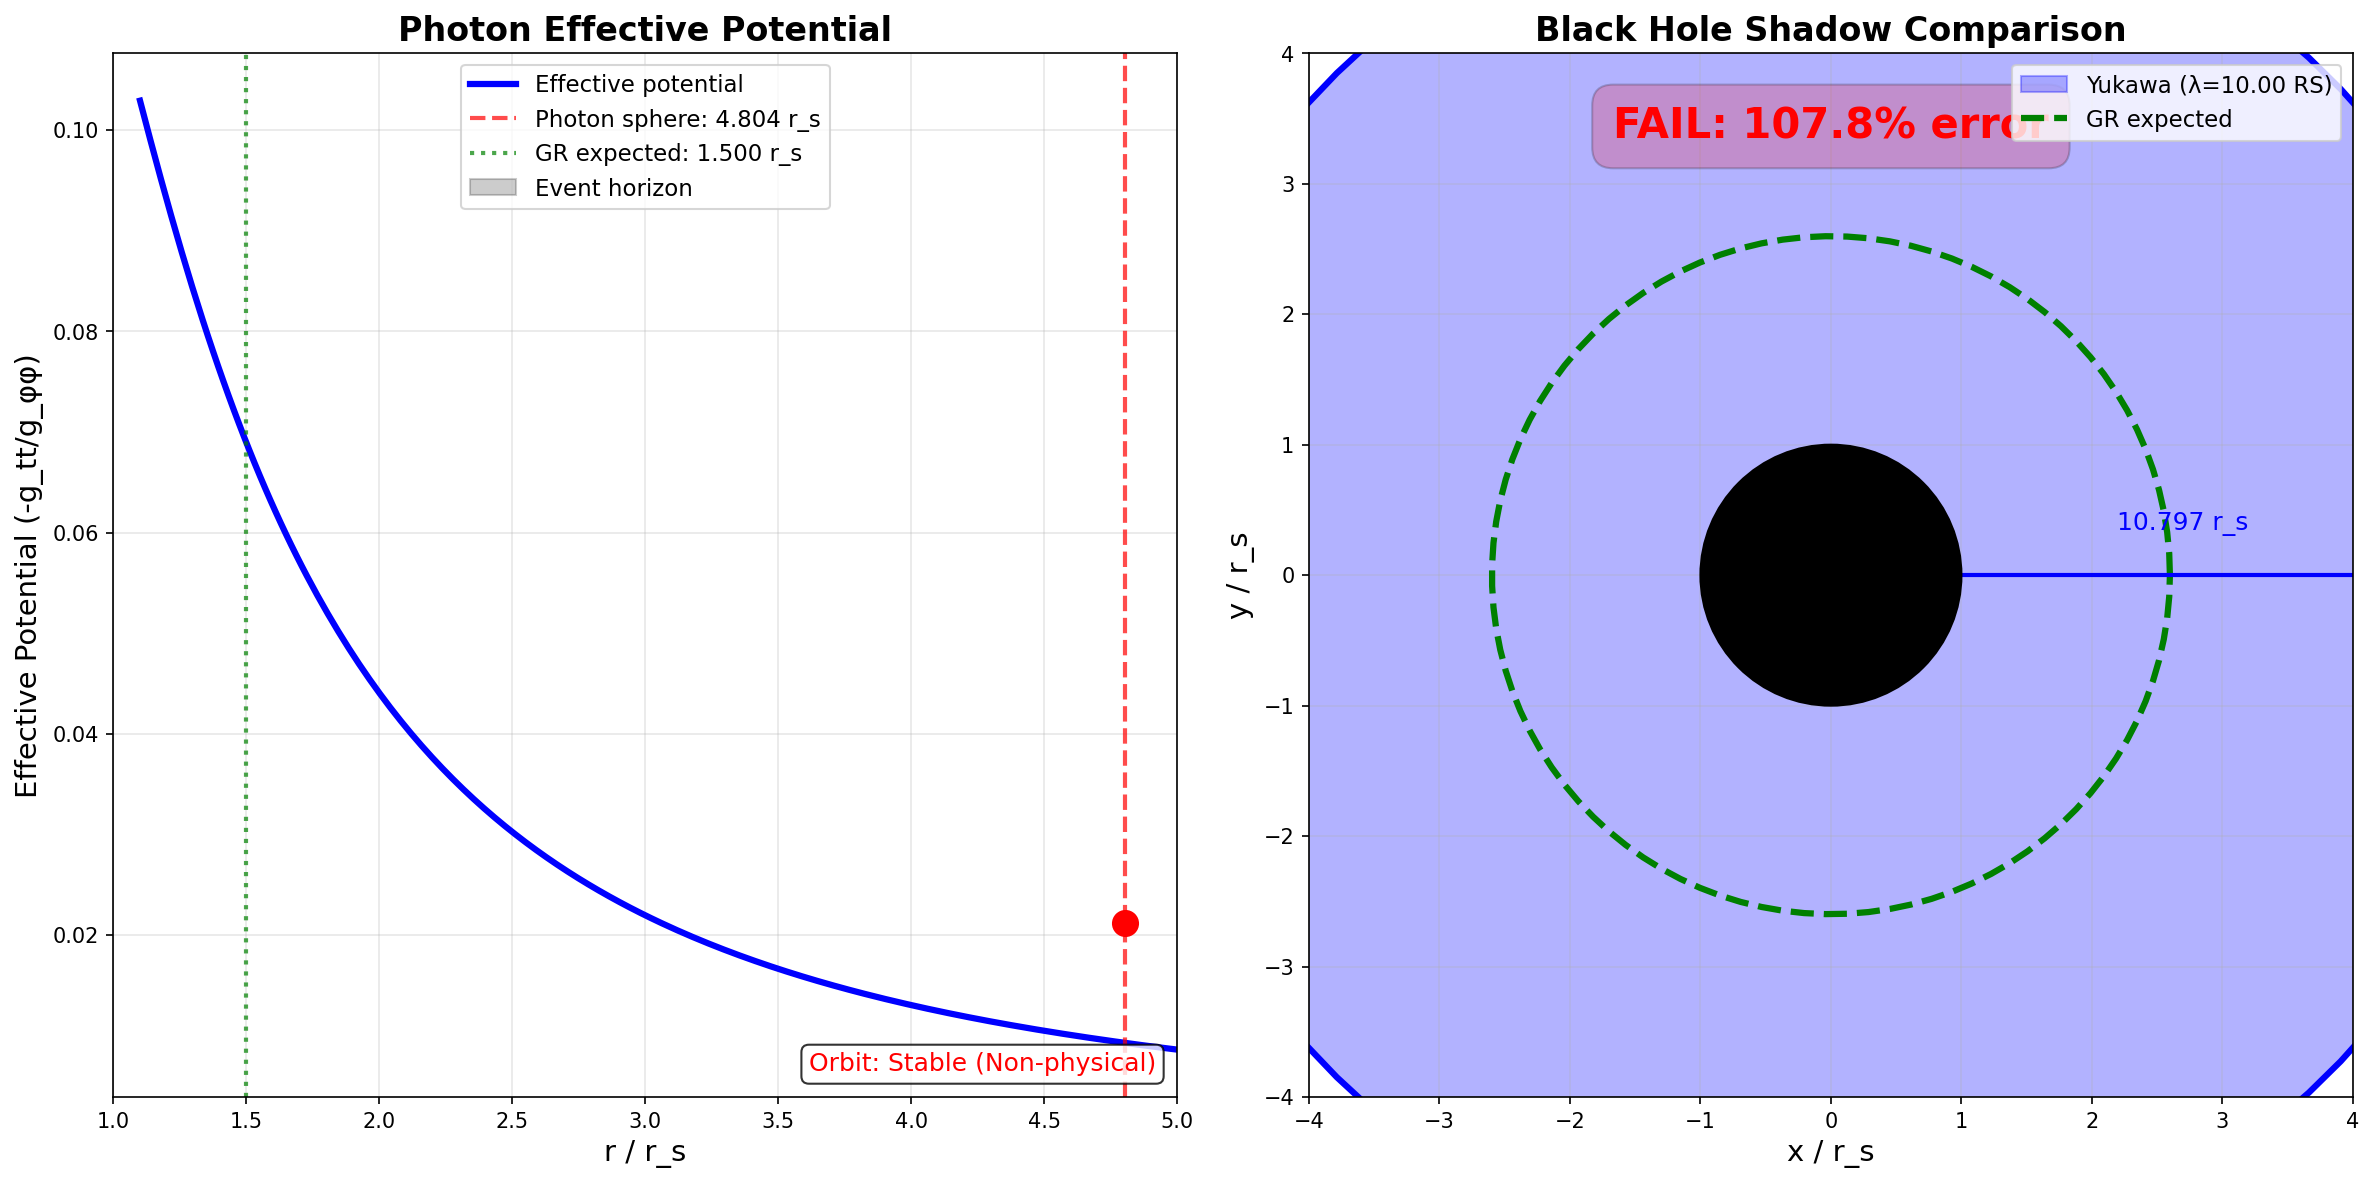 Photon Effective Potential
Effective potential
Photon sphere: 4.804 r_s
GR expected: 1.500 r_s
Event horizon
0.10
0.08
0.06
0.04
0.02
Effective Potential (-g_tt/g_φφ)
Orbit: Stable (Non-physical)
1.0 1.5 2.0 2.5 3.0 3.5 4.0 4.5 5.0
r / r_s
Black Hole Shadow Comparison
Yukawa (λ=10.00 RS)
GR expected
FAIL: 107.8% error
10.797 r_s
4
3
2
1
0
−1
−2
−3
−4
y / r_s
−4 −3 −2 −1 0 1 2 3 4
x / r_s